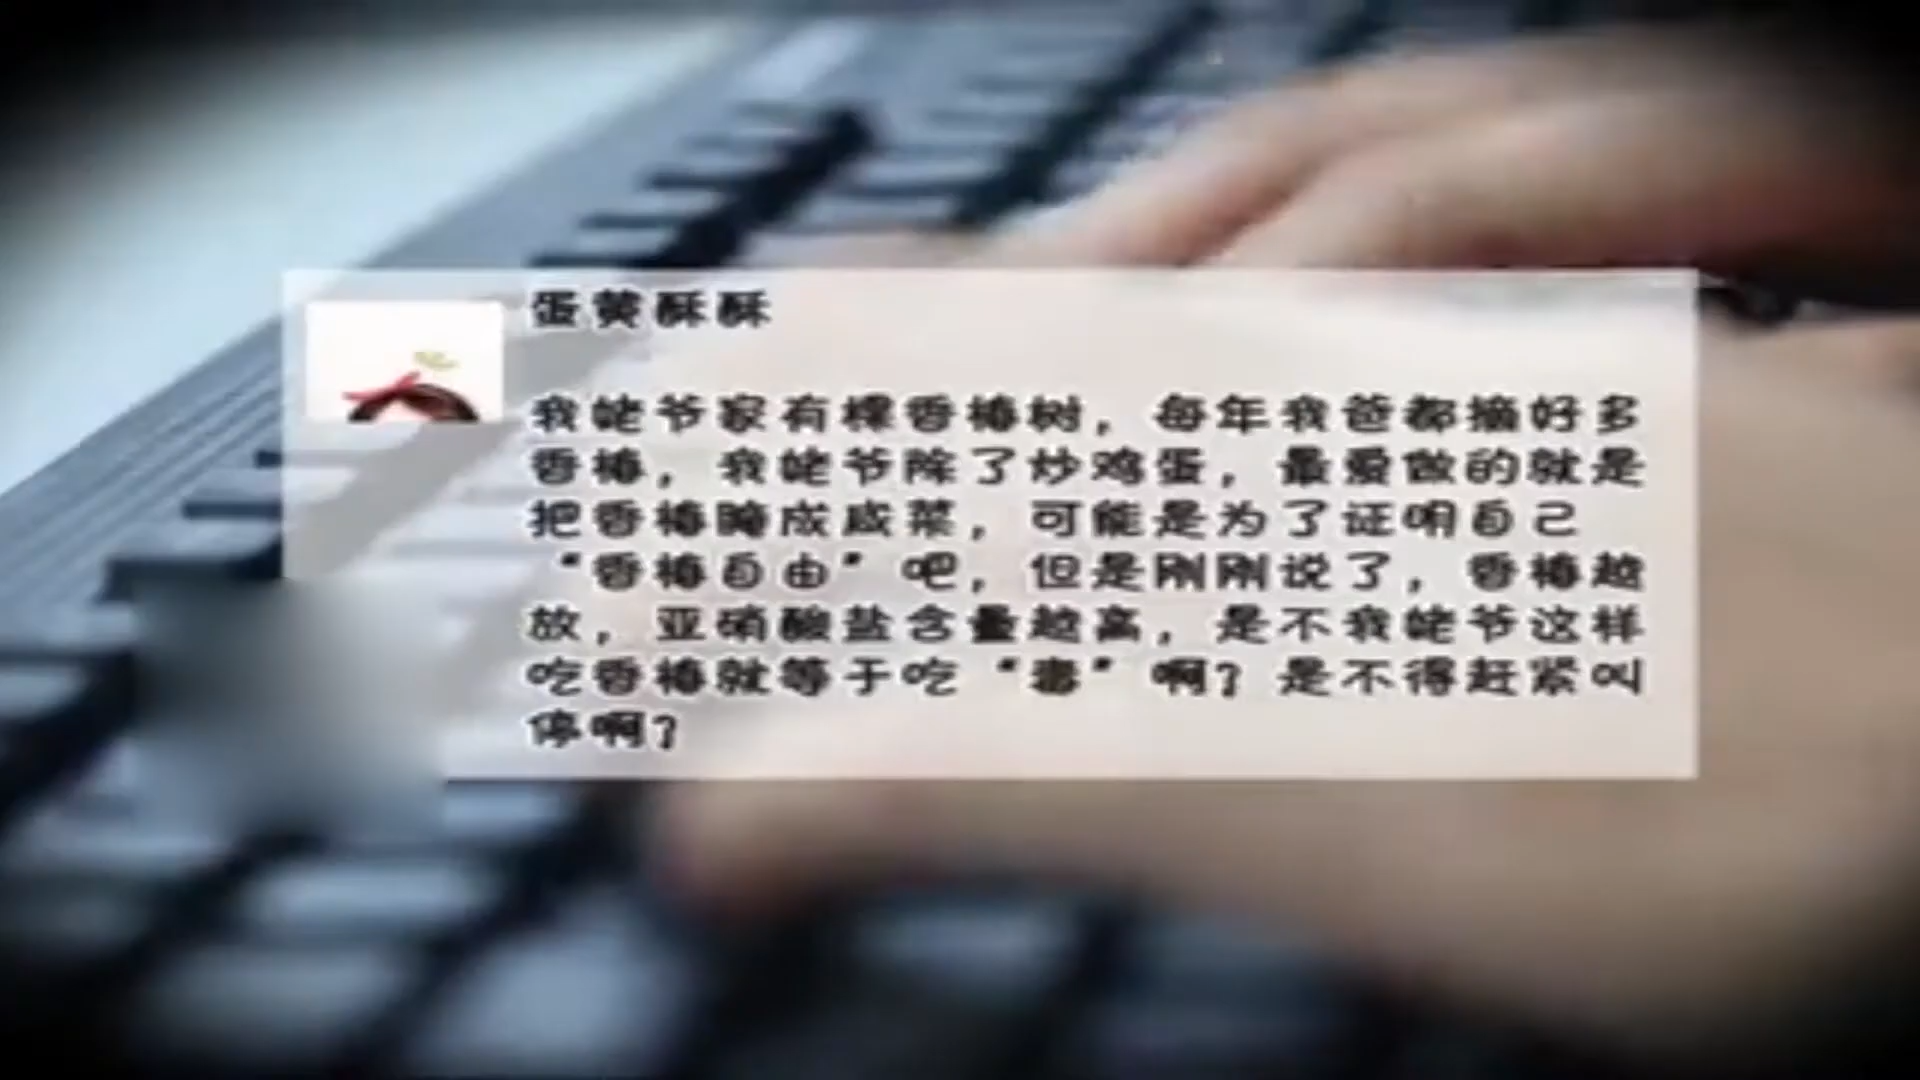 蛋黄酥酥
我姥爷家有棵香椿树，每年我爸都摘好多
香椿，我姥爷除了炒鸡蛋，最爱做的就是
把香椿腌成咸菜，可能是为了证明自己
“香椿自由”吧，但是刚刚说了，香椿越
放，亚硝酸盐含量越高，是不我姥爷这样
吃香椿就等于吃“毒”啊？是不得赶紧叫
停啊？